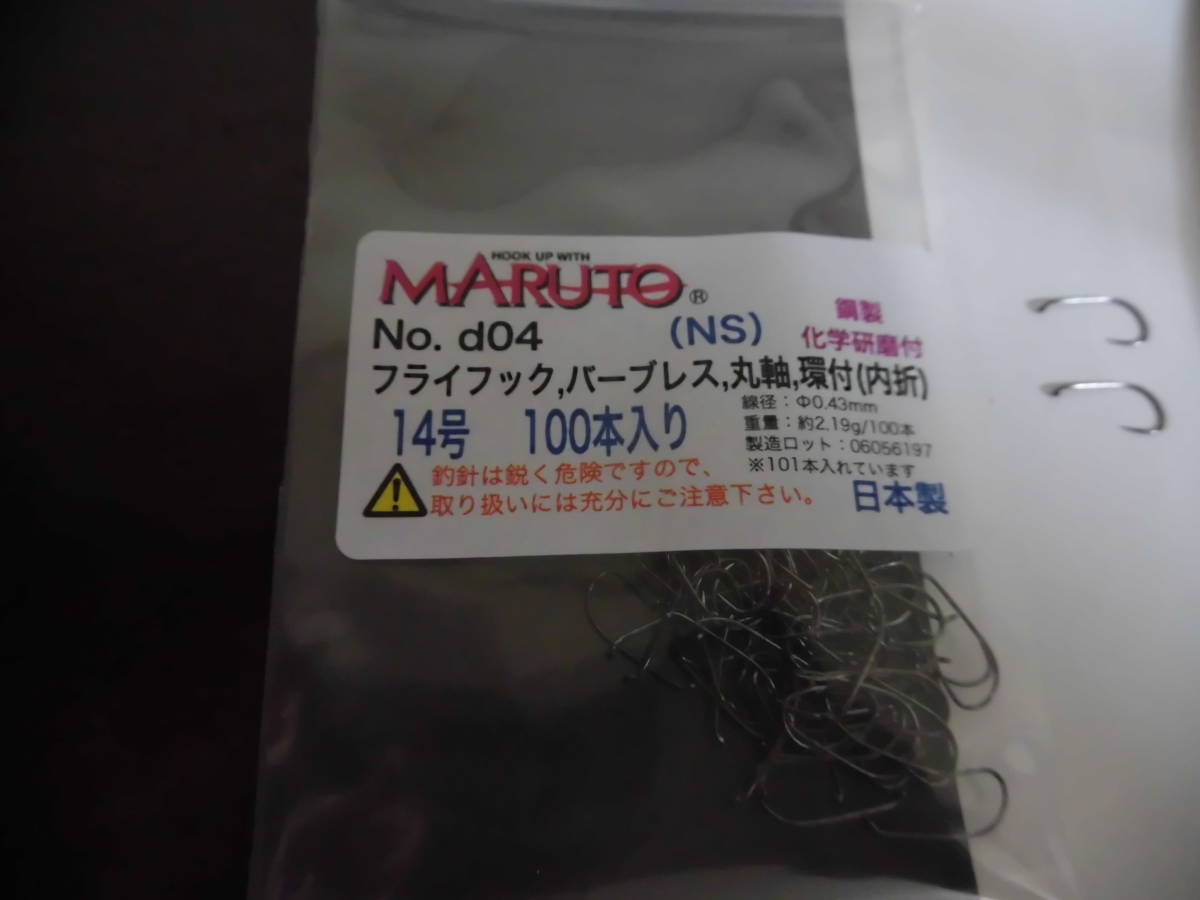 HOOK UP WITH
MARUTO®
No. d04 (NS)
鋼製
化学研磨付
フライフック,バーブレス,丸軸,環付(内折)
14号 100本入り
線径：Φ0.43mm
重量：約2.19g/100本
製造ロット：06056197
※101本入れています
釣針は鋭く危険ですので、
取り扱いには充分にご注意下さい。
日本製